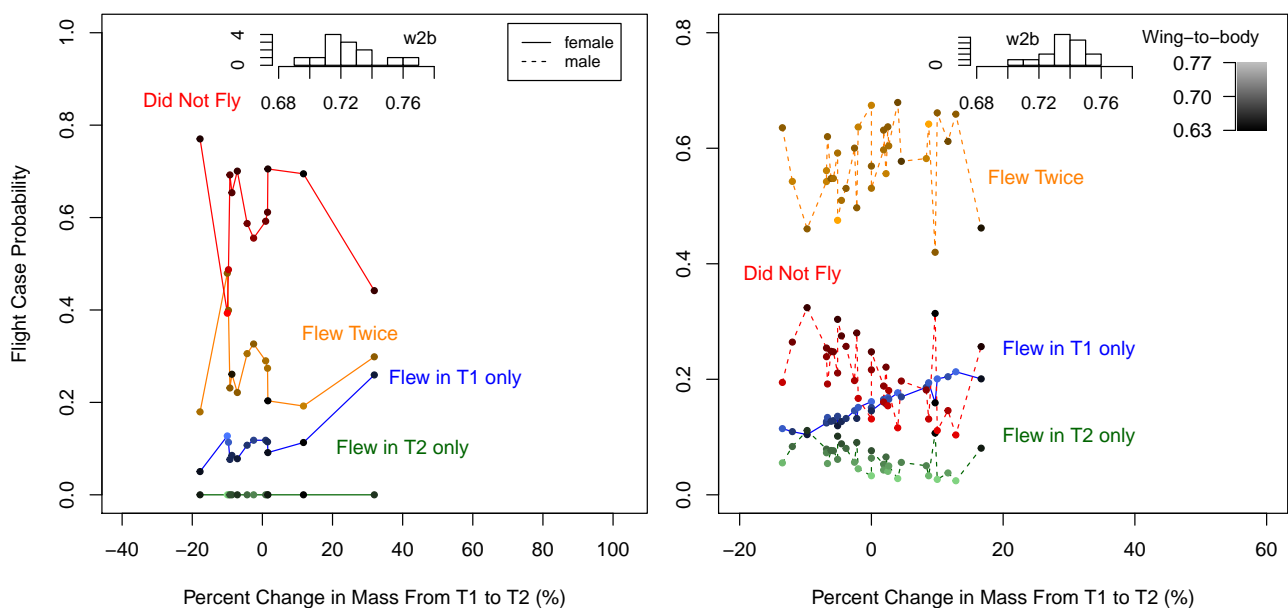 Flight Case Probability
0.0
0.2
0.4
0.6
0.8
1.0
0
4
w2b
0.68 0.72 0.76
female
male
Did Not Fly
Flew Twice
Flew in T1 only
Flew in T2 only
−40 −20 0 20 40 60 80 100
Percent Change in Mass From T1 to T2 (%)
0.0
0.4
0.8
0.2
0.6
0
w2b
0.68 0.72 0.76
Wing−to−body
0.77
0.70
0.63
Flew Twice
Did Not Fly
Flew in T1 only
Flew in T2 only
−20 0 20 40 60
Percent Change in Mass From T1 to T2 (%)